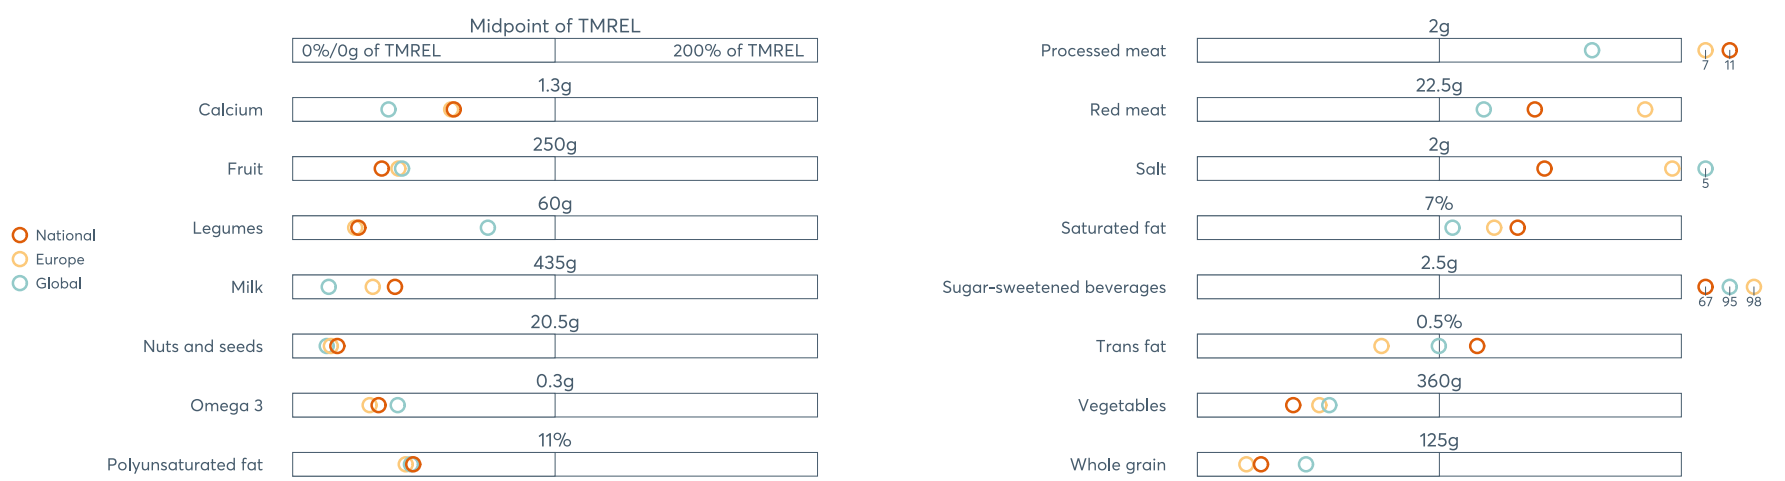 Midpoint of TMREL
0%/0g of TMREL 200% of TMREL
1.3g
Calcium
250g
Fruit
60g
Legumes
435g
Milk
20.5g
Nuts and seeds
0.3g
Omega 3
11%
Polyunsaturated fat
National
Europe
Global
2g
Processed meat
7 11
22.5g
Red meat
2g
Salt
5
7%
Saturated fat
2.5g
Sugar-sweetened beverages
67 95 98
0.5%
Trans fat
360g
Vegetables
125g
Whole grain